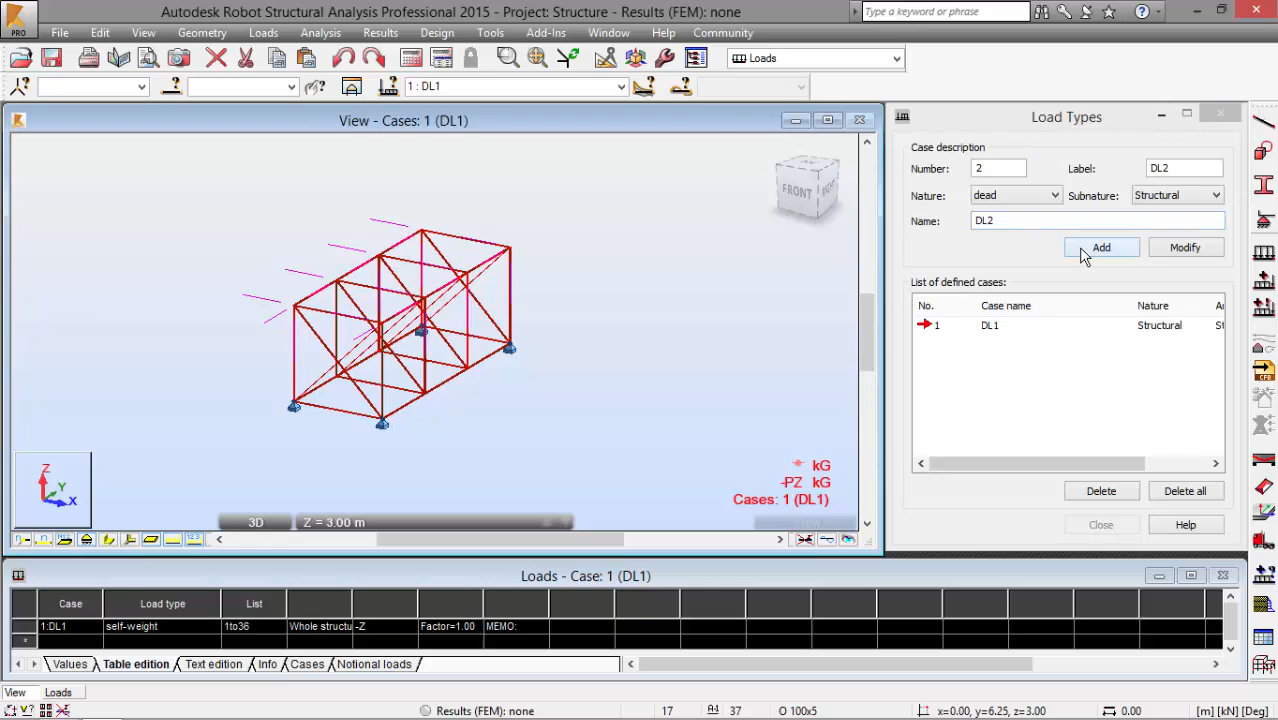 Autodesk Robot Structural Analysis Professional 2015 - Project: Structure - Results (FEM): none
Type a keyword or phrase
PRO
File Edit View Geometry Loads Analysis Results Design Tools Add-Ins Window Help Community
Loads
1 : DL1
View - Cases: 1 (DL1)
FRONT
RIGHT
Z
Y
X
kG
-PZ kG
Cases: 1 (DL1)
3D
Z = 3.00 m
Load Types
Case description
Number: 2 Label: DL2
Nature: dead Subnature: Structural
Name: DL2
Add Modify
List of defined cases:
No. Case name Nature
1 DL1 Structural St
Delete Delete all
Close Help
Loads - Case: 1 (DL1)
Case Load type List
1:DL1 self-weight 1to36 Whole structu -Z Factor=1.00 MEMO:
*
Values Table edition Text edition Info Cases Notional loads
View Loads
Results (FEM): none 17 37 O 100x5 x=0.00, y=6.25, z=3.00 0.00 [m] [kN] [Deg]